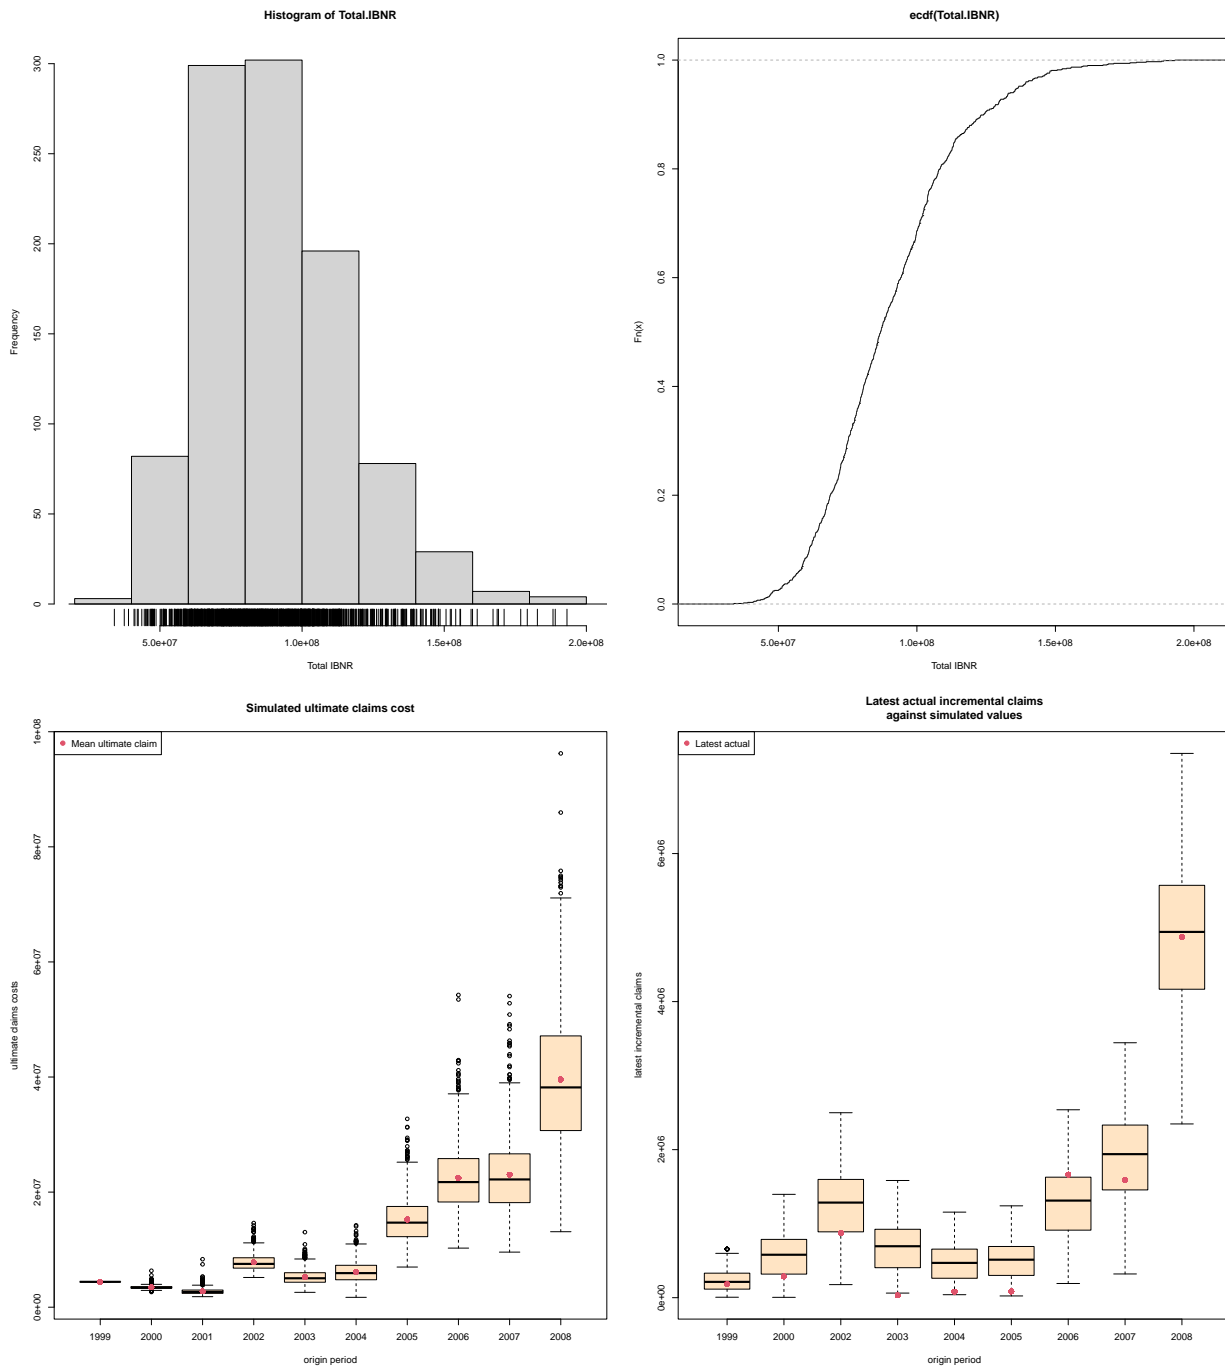 Histogram of Total.IBNR
Frequency
0
50
100
150
200
250
300
5.0e+07
1.0e+08
1.5e+08
2.0e+08
Total IBNR
ecdf(Total.IBNR)
Fn(x)
0.0
0.2
0.4
0.6
0.8
1.0
5.0e+07
1.0e+08
1.5e+08
2.0e+08
Total IBNR
Simulated ultimate claims cost
Mean ultimate claim
ultimate claims costs
0e+00
2e+07
4e+07
6e+07
8e+07
1e+08
1999
2000
2001
2002
2003
2004
2005
2006
2007
2008
origin period
Latest actual incremental claims
against simulated values
Latest actual
latest incremental claims
0e+00
2e+06
4e+06
6e+06
1999
2000
2002
2003
2004
2005
2006
2007
2008
origin period